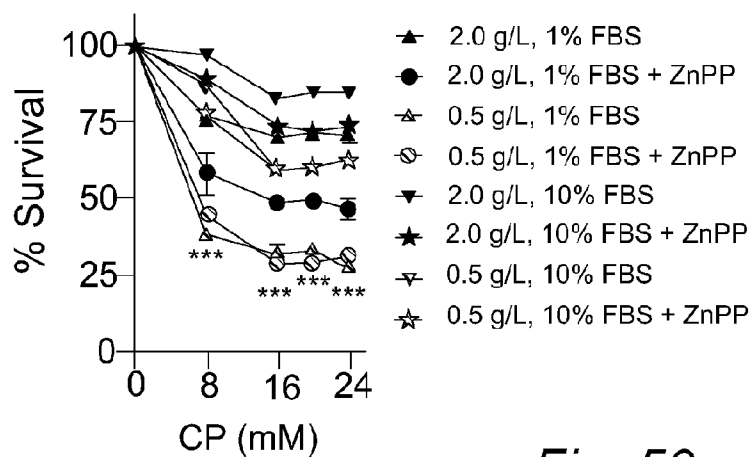 100
75
50
25
0
% Survival
***
***
***
***
0 8 16 24
CP (mM)
2.0 g/L, 1% FBS
2.0 g/L, 1% FBS + ZnPP
0.5 g/L, 1% FBS
0.5 g/L, 1% FBS + ZnPP
2.0 g/L, 10% FBS
2.0 g/L, 10% FBS + ZnPP
0.5 g/L, 10% FBS
0.5 g/L, 10% FBS + ZnPP